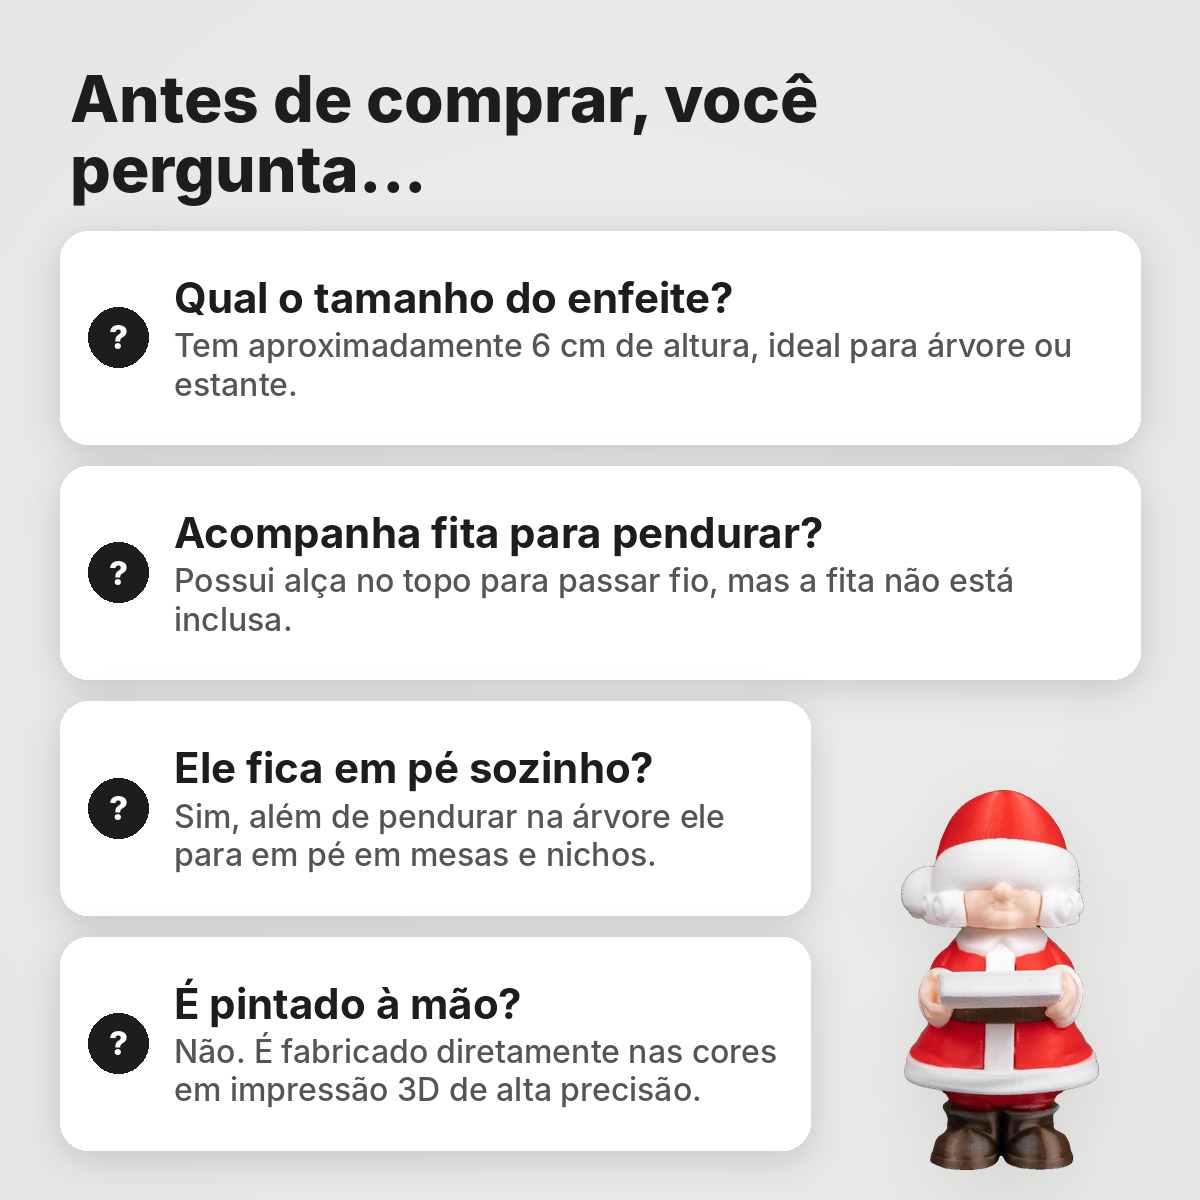 Antes de comprar, você
pergunta...
?
Qual o tamanho do enfeite?
Tem aproximadamente 6 cm de altura, ideal para árvore ou
estante.
?
Acompanha fita para pendurar?
Possui alça no topo para passar fio, mas a fita não está
inclusa.
?
Ele fica em pé sozinho?
Sim, além de pendurar na árvore ele
para em pé em mesas e nichos.
?
É pintado à mão?
Não. É fabricado diretamente nas cores
em impressão 3D de alta precisão.